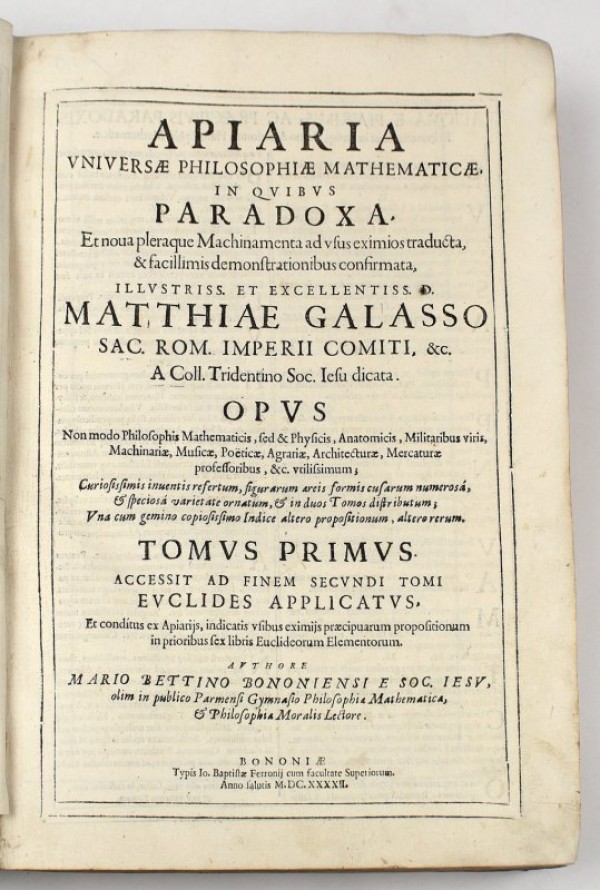 APIARIA
VNIVERSÆ PHILOSOPHIÆ MATHEMATICÆ,
IN QVIBVS
PARADOXA,
Et noua pleraque Machinamenta ad vſus eximios traducta,
& facillimis demonſtrationibus confirmata,
ILLVSTRISS. ET EXCELLENTISS. D.
MATTHIAE GALASSO
SAC. ROM. IMPERII COMITI, &c.
A Coll. Tridentino Soc. Ieſu dicata.
OPVS
Non modo Philoſophis Mathematicis, ſed & Phyſicis, Anatomicis, Militaribus viris,
Machinariæ, Muſicæ, Poëticæ, Agrariæ, Architecturæ, Mercaturæ
profeſſoribus, &c. vtiliſſimum;
Curioſiſſimis inuentis refertum, figurarum æreis formis cuſarum numeroſâ,
& ſpecioſâ varietate ornatum, & in duos Tomos diſtributum;
Vna cum gemino copioſiſſimo Indice altero propoſitionum, altero rerum.
TOMVS PRIMVS.
ACCESSIT AD FINEM SECVNDI TOMI
EVCLIDES APPLICATVS,
Et conditus ex Apiarijs, indicatis vſibus eximijs præcipuarum propoſitionum
in prioribus ſex libris Euclideorum Elementorum.
AVTHORE
MARIO BETTINO BONONIENSI E SOC. IESV,
olim in publico Parmenſi Gymnaſio Philoſophiæ Mathematicæ,
& Philoſophiæ Moralis Lectore.
BONONIÆ
Typis Io. Baptiſtæ Ferronij cum facultate Superiorum.
Anno ſalutis M.DC.XXXXII.